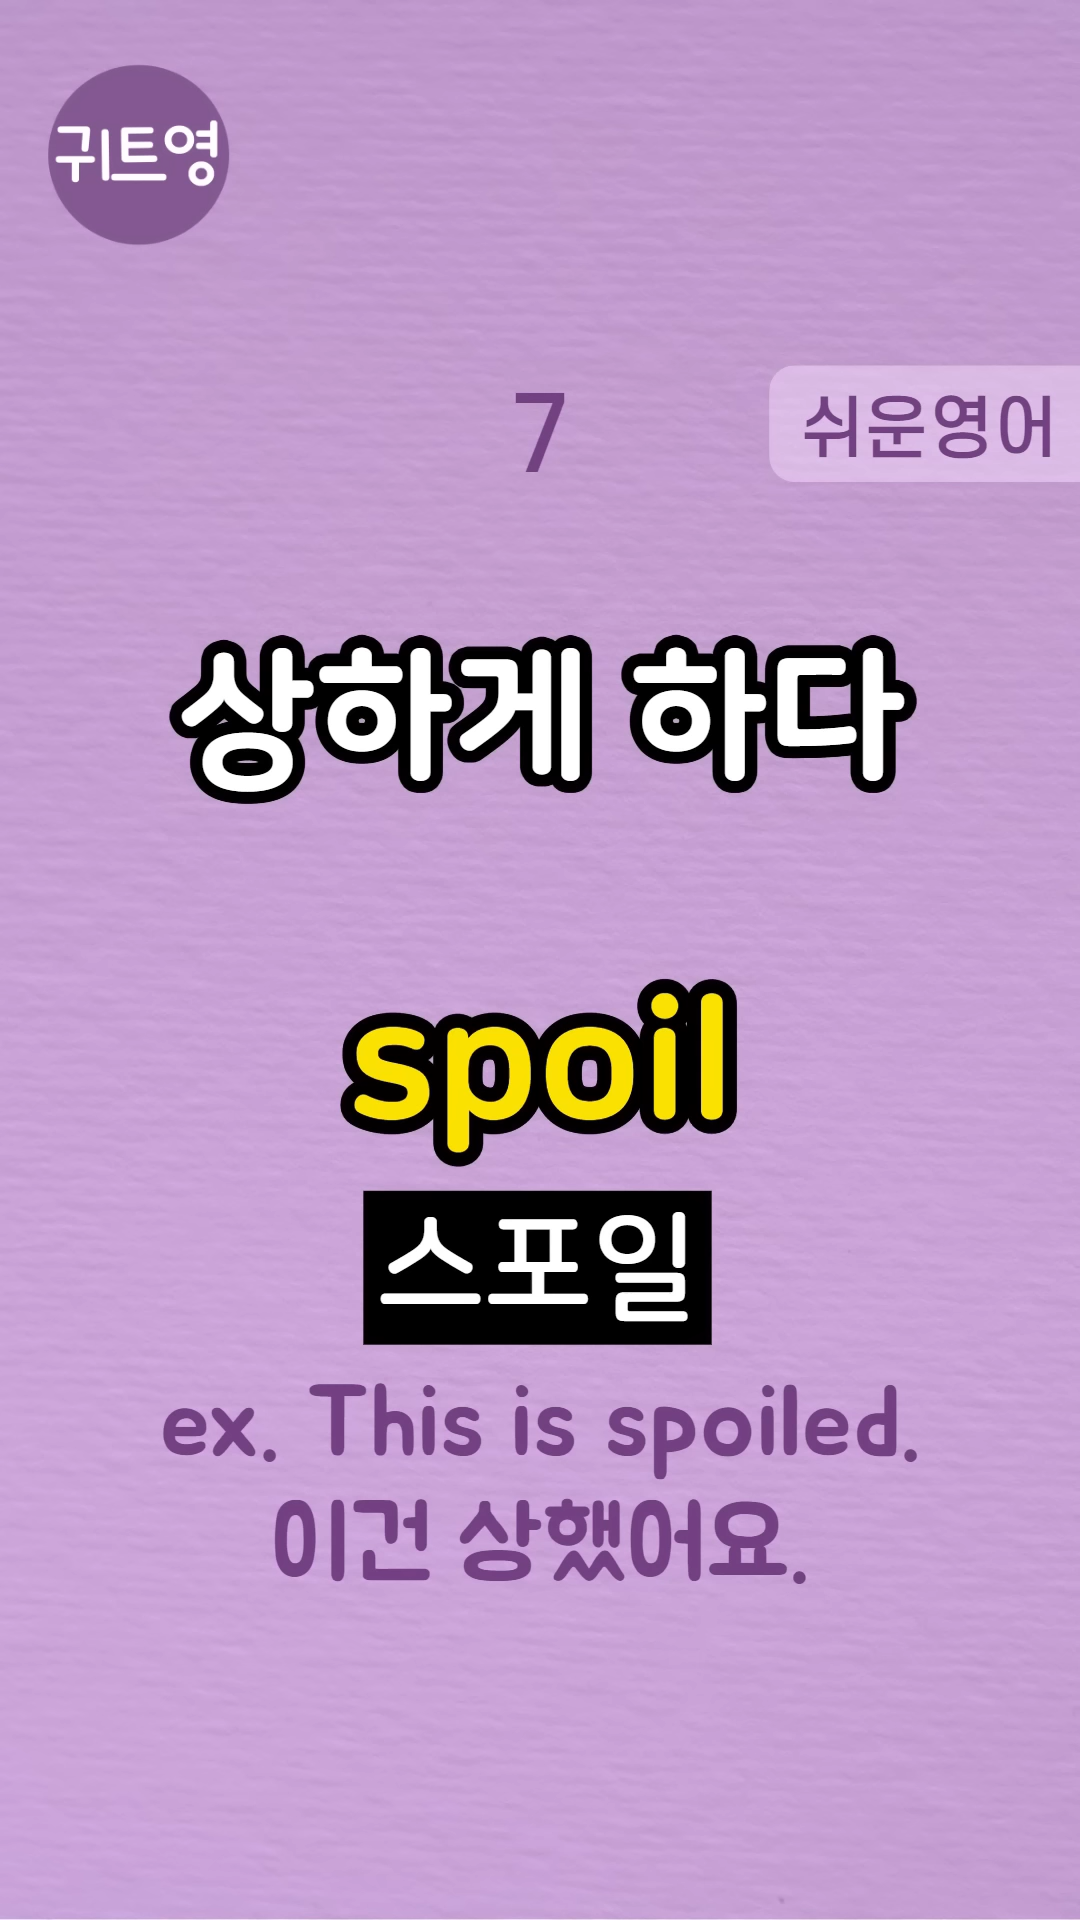 귀트영
7
쉬운영어
상하게 하다
spoil
스포일
ex. This is spoiled.
이건 상했어요.